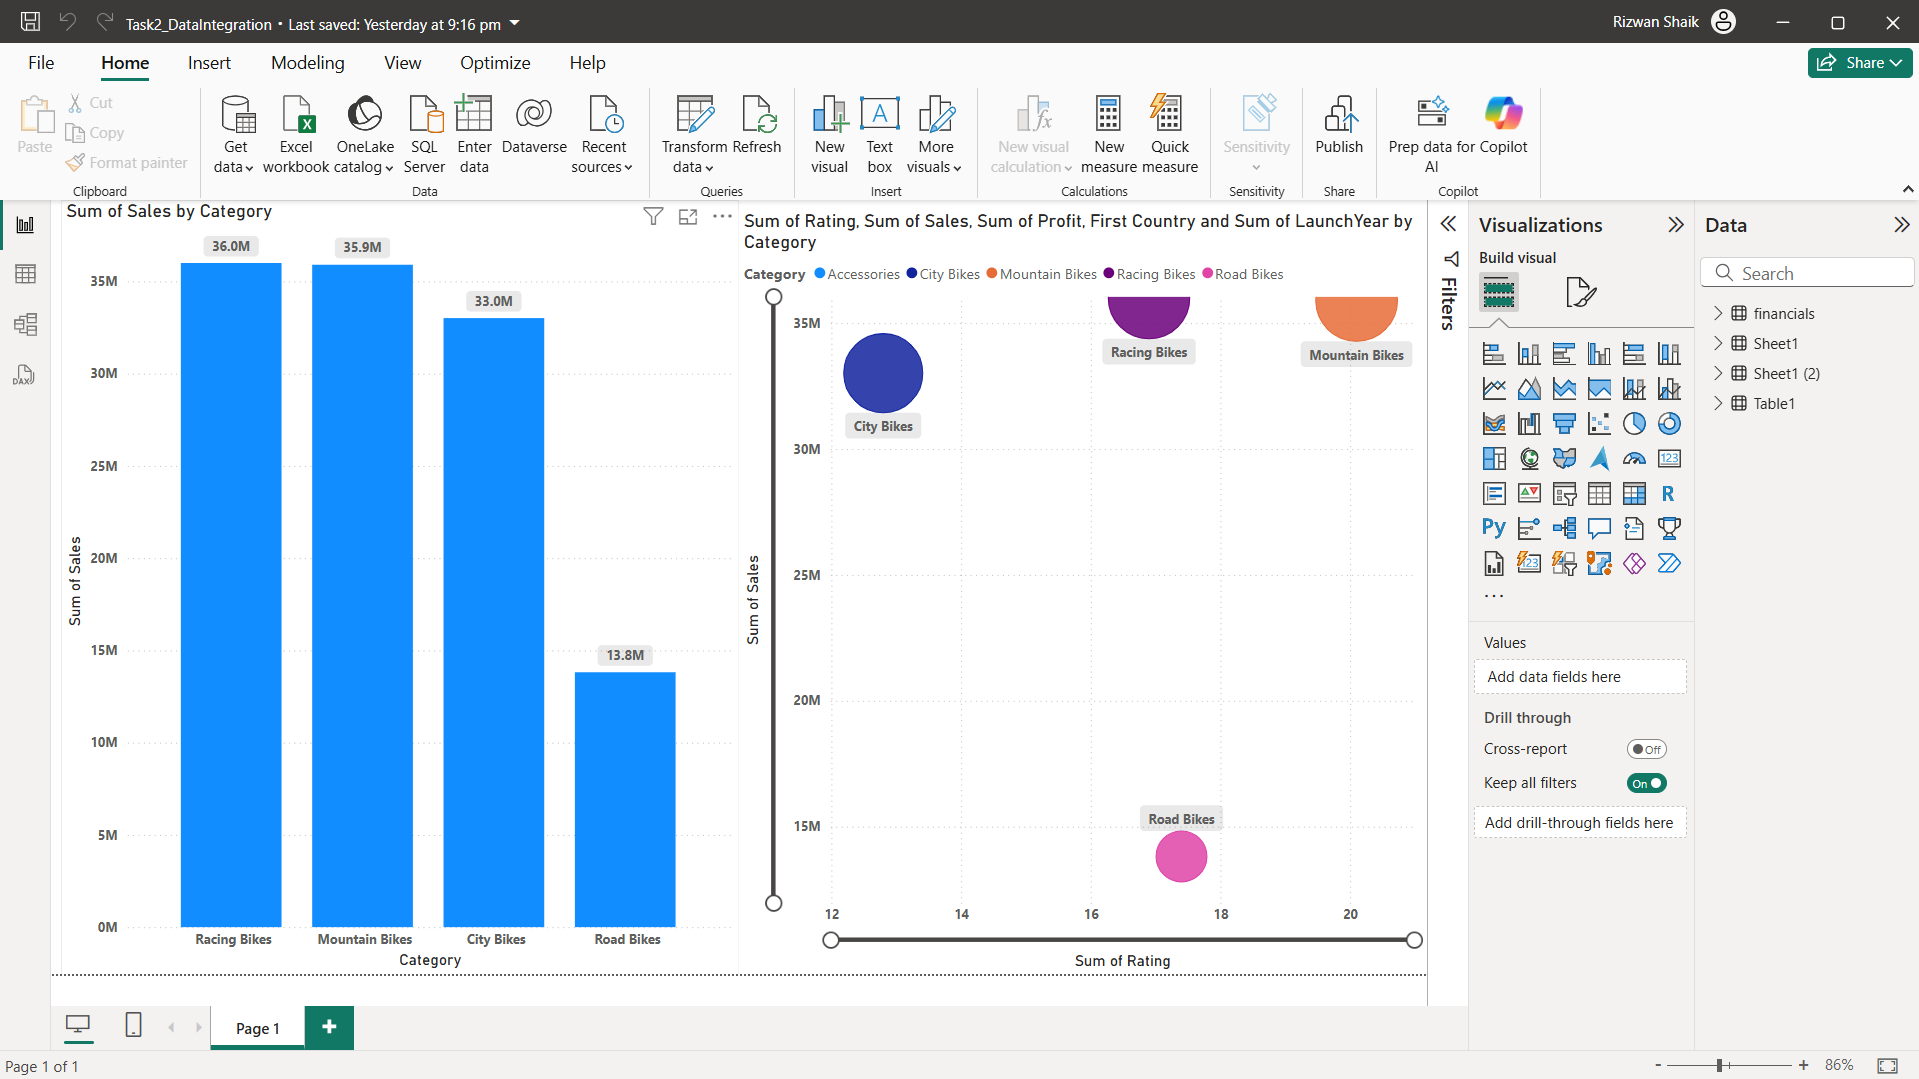 Task2_DataIntegration • Last saved: Yesterday at 9:16 pm
Rizwan Shaik
File Home Insert Modeling View Optimize Help
Share
Paste
Cut
Copy
Format painter
Clipboard
Get data
Excel workbook
OneLake catalog
SQL Server
Enter data
Dataverse
Recent sources
Data
Transform data
Refresh
Queries
New visual
Text box
More visuals
Insert
New visual calculation
New measure
Quick measure
Calculations
Sensitivity
Sensitivity
Publish
Share
Prep data for AI
Copilot
Copilot
Sum of Sales by Category
36.0M
35.9M
33.0M
13.8M
35M
30M
25M
20M
15M
10M
5M
0M
Sum of Sales
Racing Bikes Mountain Bikes City Bikes Road Bikes
Category
Sum of Rating, Sum of Sales, Sum of Profit, First Country and Sum of LaunchYear by
Category
Category Accessories City Bikes Mountain Bikes Racing Bikes Road Bikes
35M
30M
25M
20M
15M
Sum of Sales
Racing Bikes
Mountain Bikes
City Bikes
Road Bikes
12 14 16 18 20
Sum of Rating
Filters
Visualizations
Build visual
123
R
Py
123
...
Values
Add data fields here
Drill through
Cross-report
Off
Keep all filters
On
Add drill-through fields here
Data
Search
financials
Sheet1
Sheet1 (2)
Table1
DAX
Page 1
+
Page 1 of 1
- + 86%